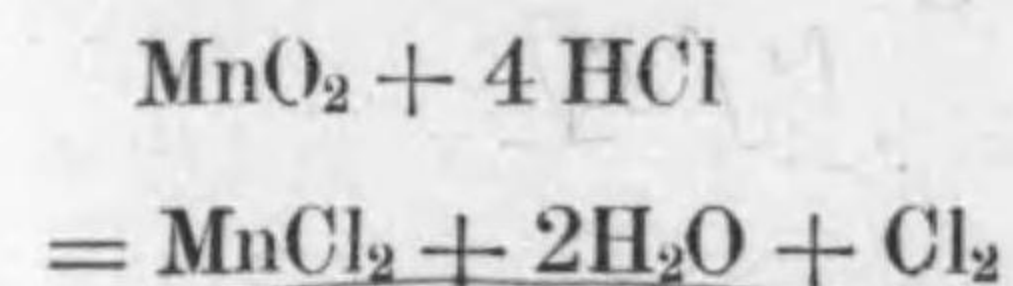 MnO₂ + 4 HCl
= MnCl₂ + 2H₂O + Cl₂